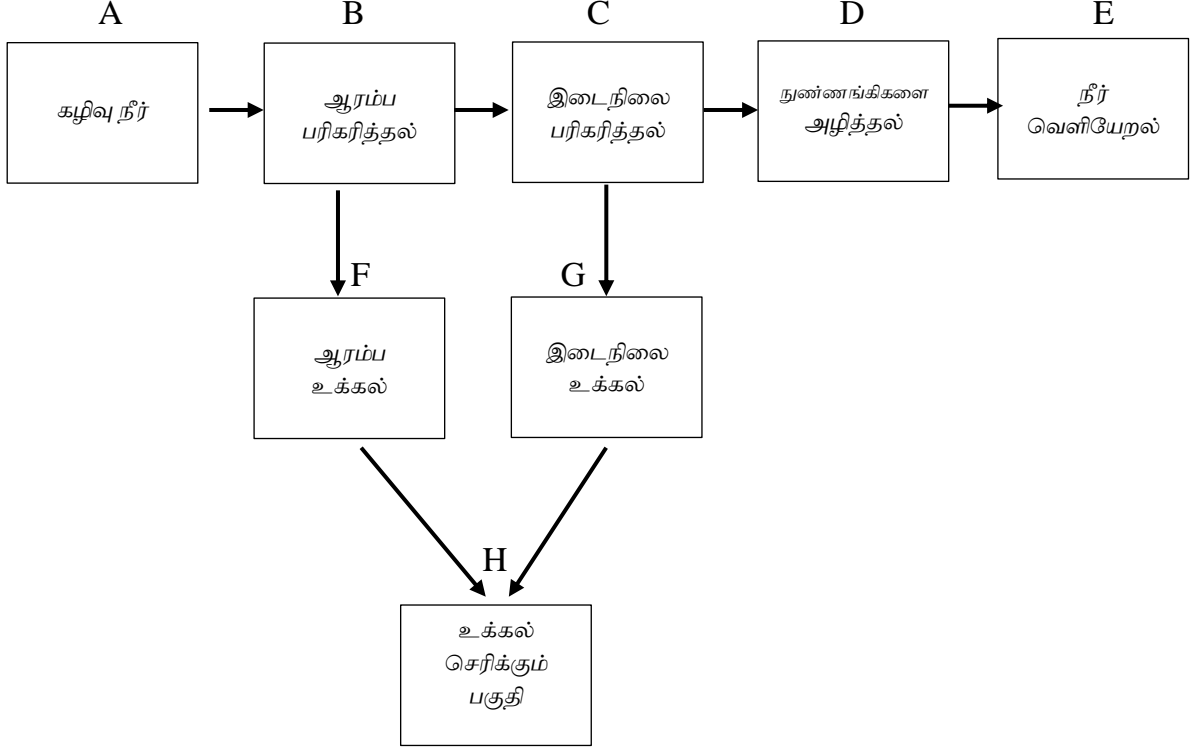 A
B
C
D
E
கழிவு நீர்
ஆரம்ப
பரிகரித்தல்
இடைநிலை
பரிகரித்தல்
நுண்ணங்கிகளை
அழித்தல்
நீர்
வெளியேறல்
F
G
ஆரம்ப
உக்கல்
இடைநிலை
உக்கல்
H
உக்கல்
செரிக்கும்
பகுதி